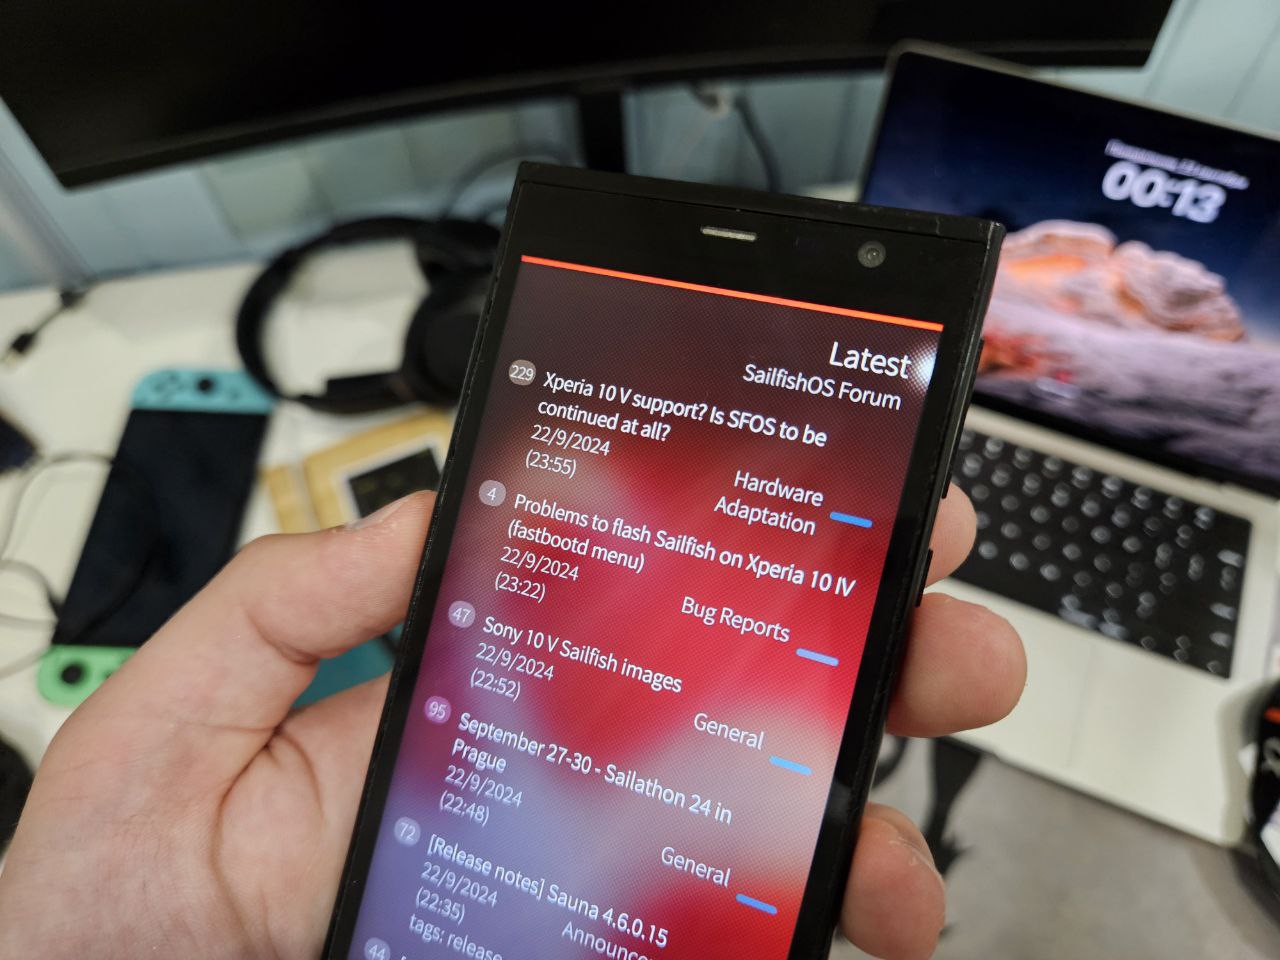 00:13
Latest
SailfishOS Forum
229
Xperia 10 V support? Is SFOS to be
continued at all?
22/9/2024
(23:55)
Hardware
Adaptation
4
Problems to flash Sailfish on Xperia 10 IV
(fastbootd menu)
22/9/2024
(23:22)
Bug Reports
47
Sony 10 V Sailfish images
22/9/2024
(22:52)
General
95
September 27-30 - Sailathon 24 in
Prague
22/9/2024
(22:48)
General
72
[Release notes] Sauna 4.6.0.15
22/9/2024
(22:35)
tags: release
44